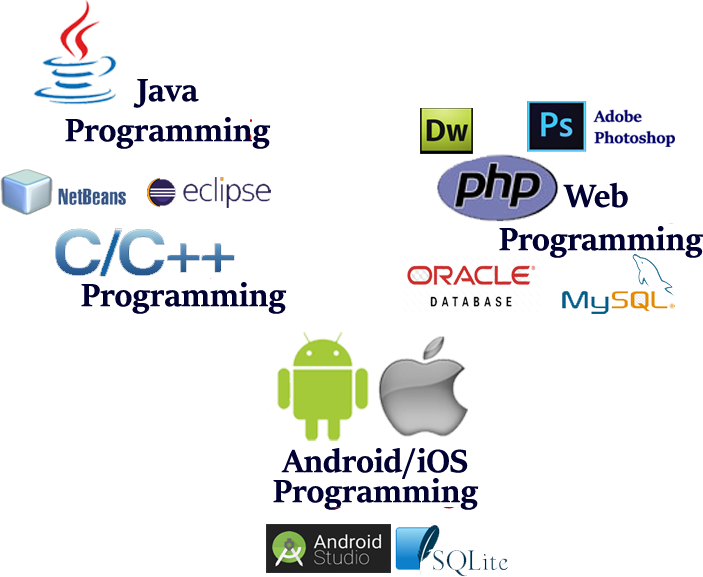 Java
Programming
NetBeans
eclipse
C/C++
Programming
Dw
Ps
Adobe
Photoshop
php
Web
Programming
ORACLE®
DATABASE
MySQL®
Android/iOS
Programming
Android
Studio
SQLite